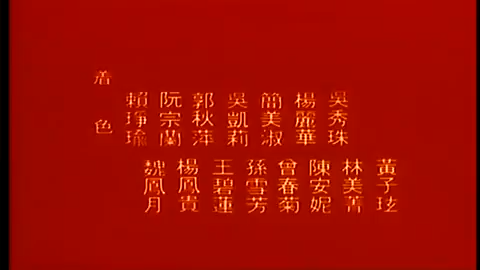 着色
賴琤瑜
阮宗蘭
郭秋萍
吳凱莉
簡美淑
楊麗華
吳秀珠
魏鳳月
楊鳳貴
王碧蓮
孫雪芳
曾春菊
陳安妮
林美菁
黃子玹